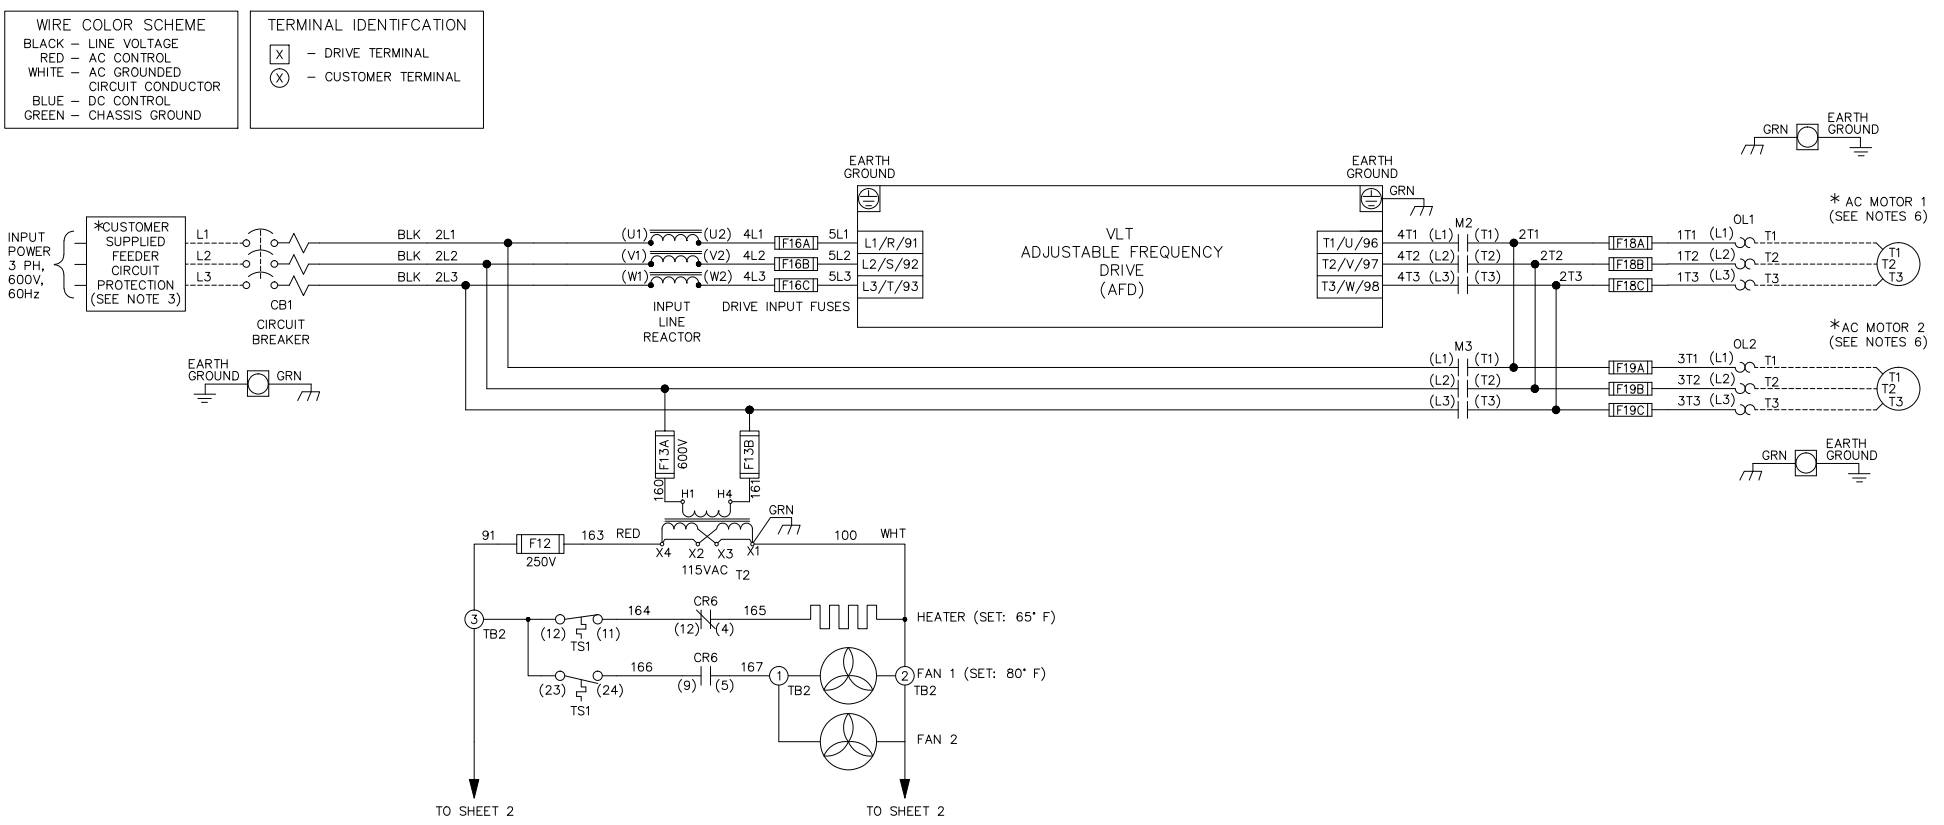 WIRE COLOR SCHEME
BLACK – LINE VOLTAGE
RED – AC CONTROL
WHITE – AC GROUNDED
CIRCUIT CONDUCTOR
BLUE – DC CONTROL
GREEN – CHASSIS GROUND
TERMINAL IDENTIFCATION
X – DRIVE TERMINAL
X – CUSTOMER TERMINAL
INPUT
POWER
3 PH,
600V,
60Hz
*CUSTOMER
SUPPLIED
FEEDER
CIRCUIT
PROTECTION
(SEE NOTE 3)
L1
L2
L3
CB1
CIRCUIT
BREAKER
EARTH
GROUND
GRN
BLK 2L1
BLK 2L2
BLK 2L3
(U1) (U2) 4L1 F16A 5L1
(V1) (V2) 4L2 F16B 5L2
(W1) (W2) 4L3 F16C 5L3
INPUT
LINE
REACTOR
DRIVE INPUT FUSES
EARTH
GROUND
L1/R/91
L2/S/92
L3/T/93
VLT
ADJUSTABLE FREQUENCY
DRIVE
(AFD)
EARTH
GROUND
GRN
T1/U/96
T2/V/97
T3/W/98
M2
4T1 (L1) (T1) 2T1
4T2 (L2) (T2) 2T2
4T3 (L3) (T3) 2T3
F18A
F18B
F18C
OL1
1T1 (L1) T1
1T2 (L2) T2
1T3 (L3) T3
GRN
EARTH
GROUND
* AC MOTOR 1
(SEE NOTES 6)
T1
T2
T3
M3
(L1) (T1)
(L2) (T2)
(L3) (T3)
F19A
F19B
F19C
OL2
3T1 (L1) T1
3T2 (L2) T2
3T3 (L3) T3
*AC MOTOR 2
(SEE NOTES 6)
T1
T2
T3
GRN
EARTH
GROUND
F13A
600V
F13B
160
161
H1 H4
GRN
91 F12 163 RED
250V
X4 X2 X3 X1
115VAC T2
100 WHT
3
TB2
(12) (11)
TS1
164
CR6
(12) (4)
165
HEATER (SET: 65° F)
(23) (24)
TS1
166
CR6
(9) (5)
167
1
TB2
2
TB2
FAN 1 (SET: 80° F)
FAN 2
TO SHEET 2
TO SHEET 2